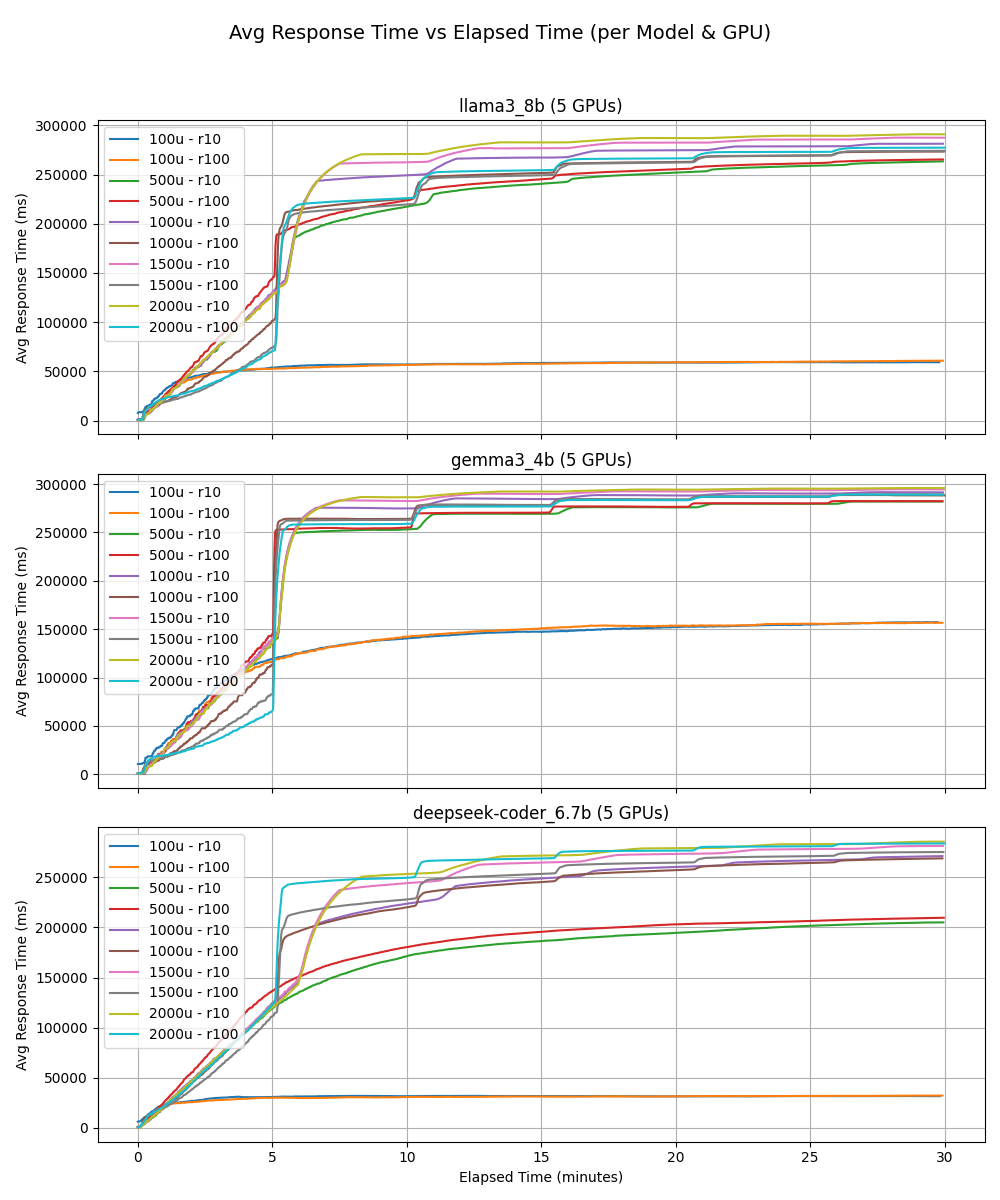 Avg Response Time vs Elapsed Time (per Model & GPU)
llama3_8b (5 GPUs)
300000
250000
200000
150000
100000
50000
0
Avg Response Time (ms)
100u - r10
100u - r100
500u - r10
500u - r100
1000u - r10
1000u - r100
1500u - r10
1500u - r100
2000u - r10
2000u - r100
gemma3_4b (5 GPUs)
300000
250000
200000
150000
100000
50000
0
Avg Response Time (ms)
100u - r10
100u - r100
500u - r10
500u - r100
1000u - r10
1000u - r100
1500u - r10
1500u - r100
2000u - r10
2000u - r100
deepseek-coder_6.7b (5 GPUs)
250000
200000
150000
100000
50000
0
Avg Response Time (ms)
100u - r10
100u - r100
500u - r10
500u - r100
1000u - r10
1000u - r100
1500u - r10
1500u - r100
2000u - r10
2000u - r100
0 5 10 15 20 25 30
Elapsed Time (minutes)